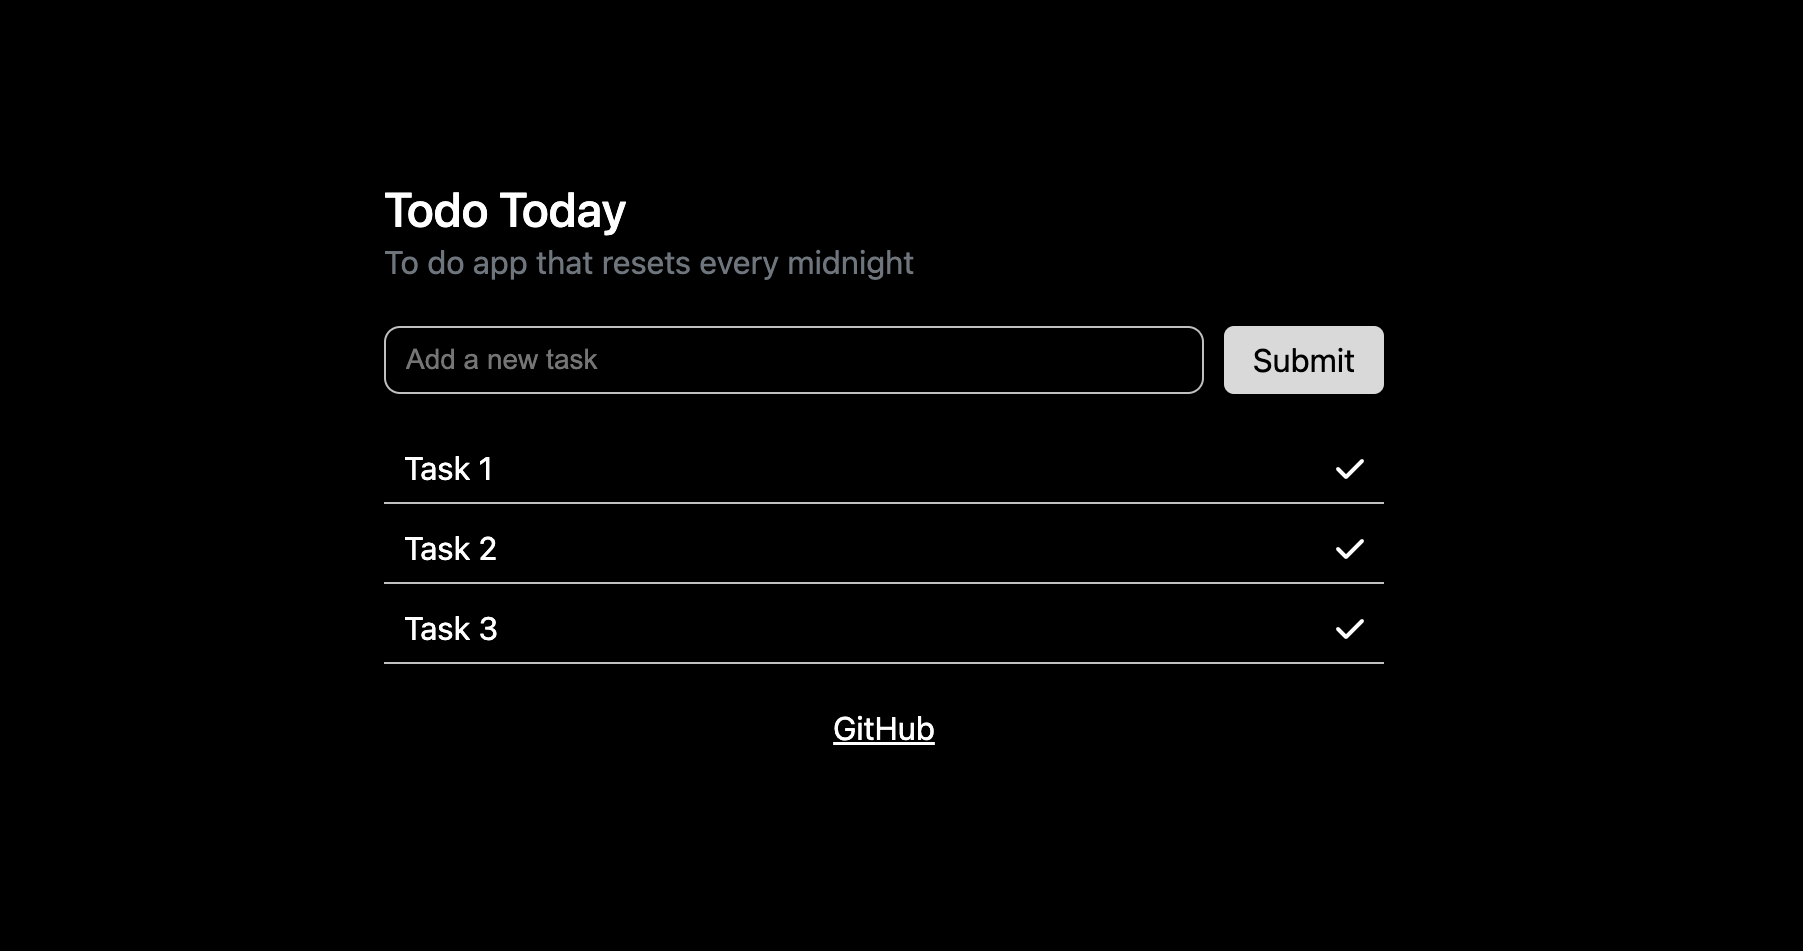 Todo Today
To do app that resets every midnight
Add a new task
Submit
Task 1
Task 2
Task 3
GitHub